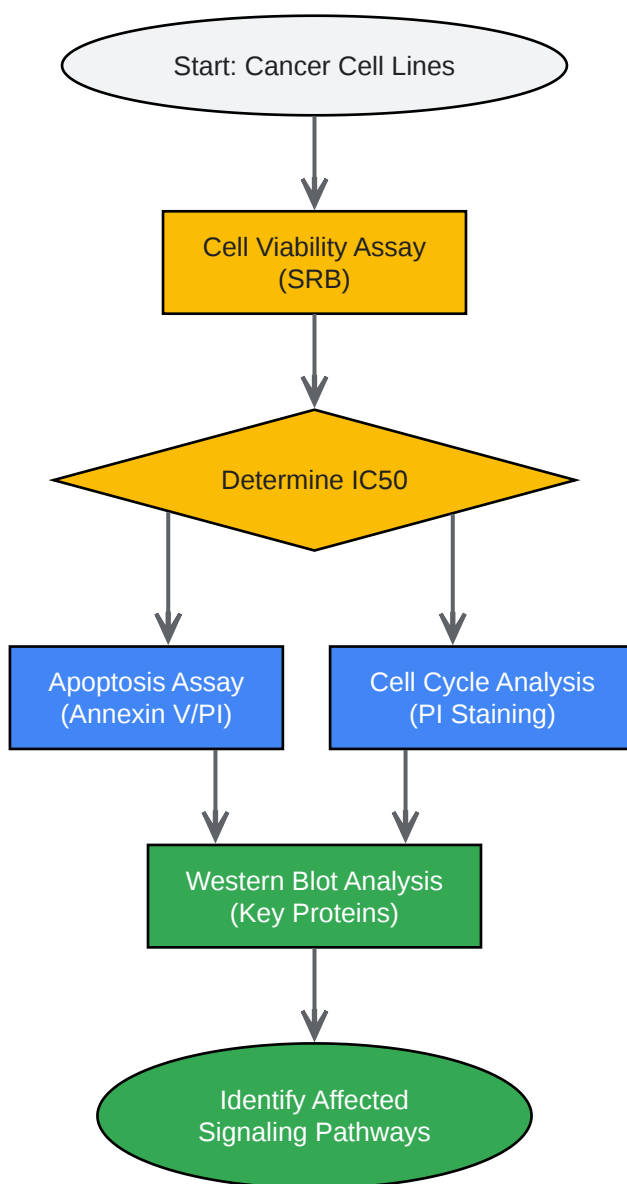 Start: Cancer Cell Lines
Cell Viability Assay
(SRB)
Determine IC50
Apoptosis Assay
(Annexin V/PI)
Cell Cycle Analysis
(PI Staining)
Western Blot Analysis
(Key Proteins)
Identify Affected
Signaling Pathways